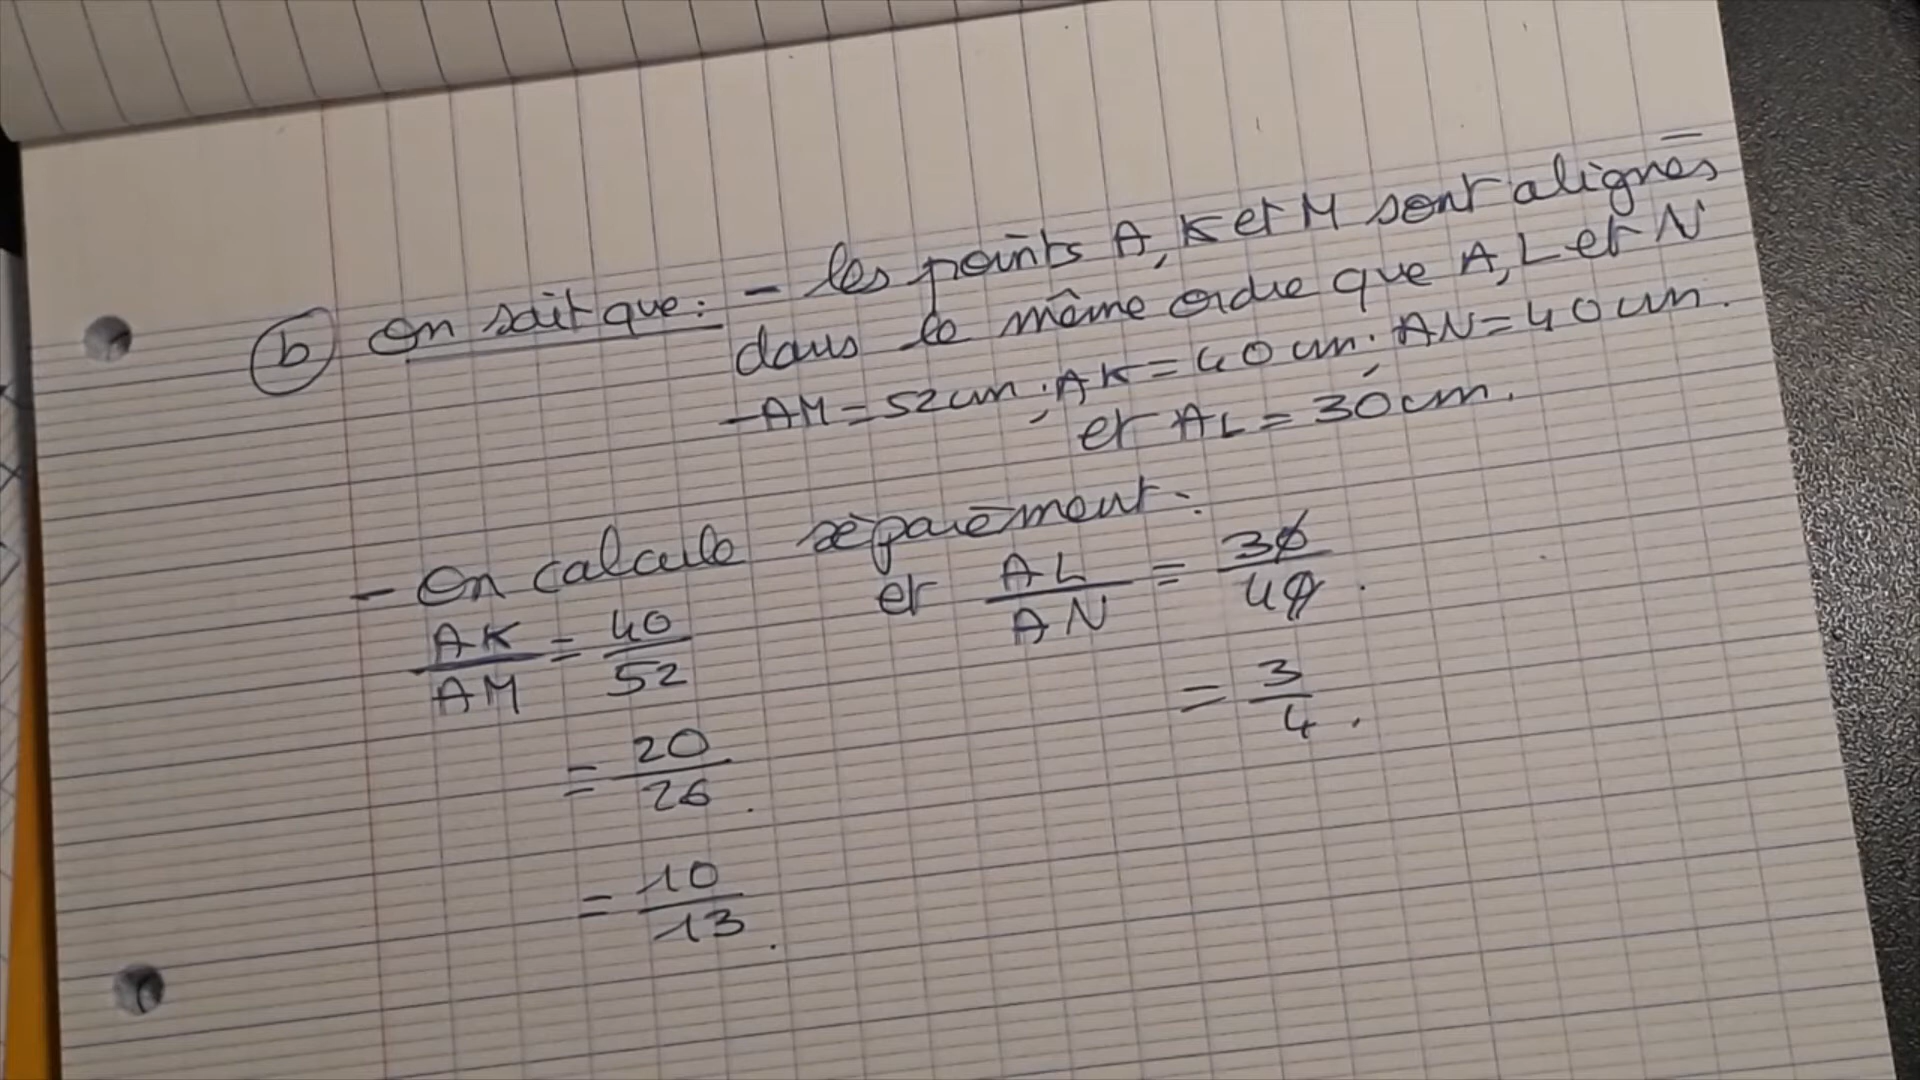 b On sait que : - les points A, K et M sont alignés
dans le même ordre que A, L et N
- AM = 52 cm ; AK = 40 cm ; AN = 40 cm.
et AL = 30 cm.
- On calcule séparément :
AK/AM = 40/52 et AL/AN = 30/40.
= 20/26. = 3/4.
= 10/13.